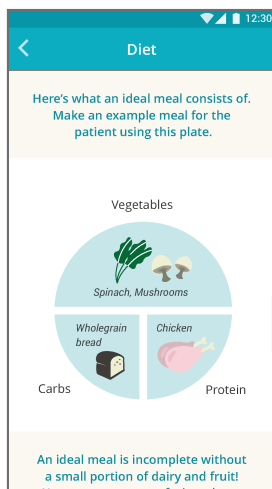 12:30
Diet
Here's what an ideal meal consists of.
Make an example meal for the
patient using this plate.
Vegetables
Spinach, Mushrooms
Wholegrain
bread
Chicken
Carbs
Protein
An ideal meal is incomplete without
a small portion of dairy and fruit!